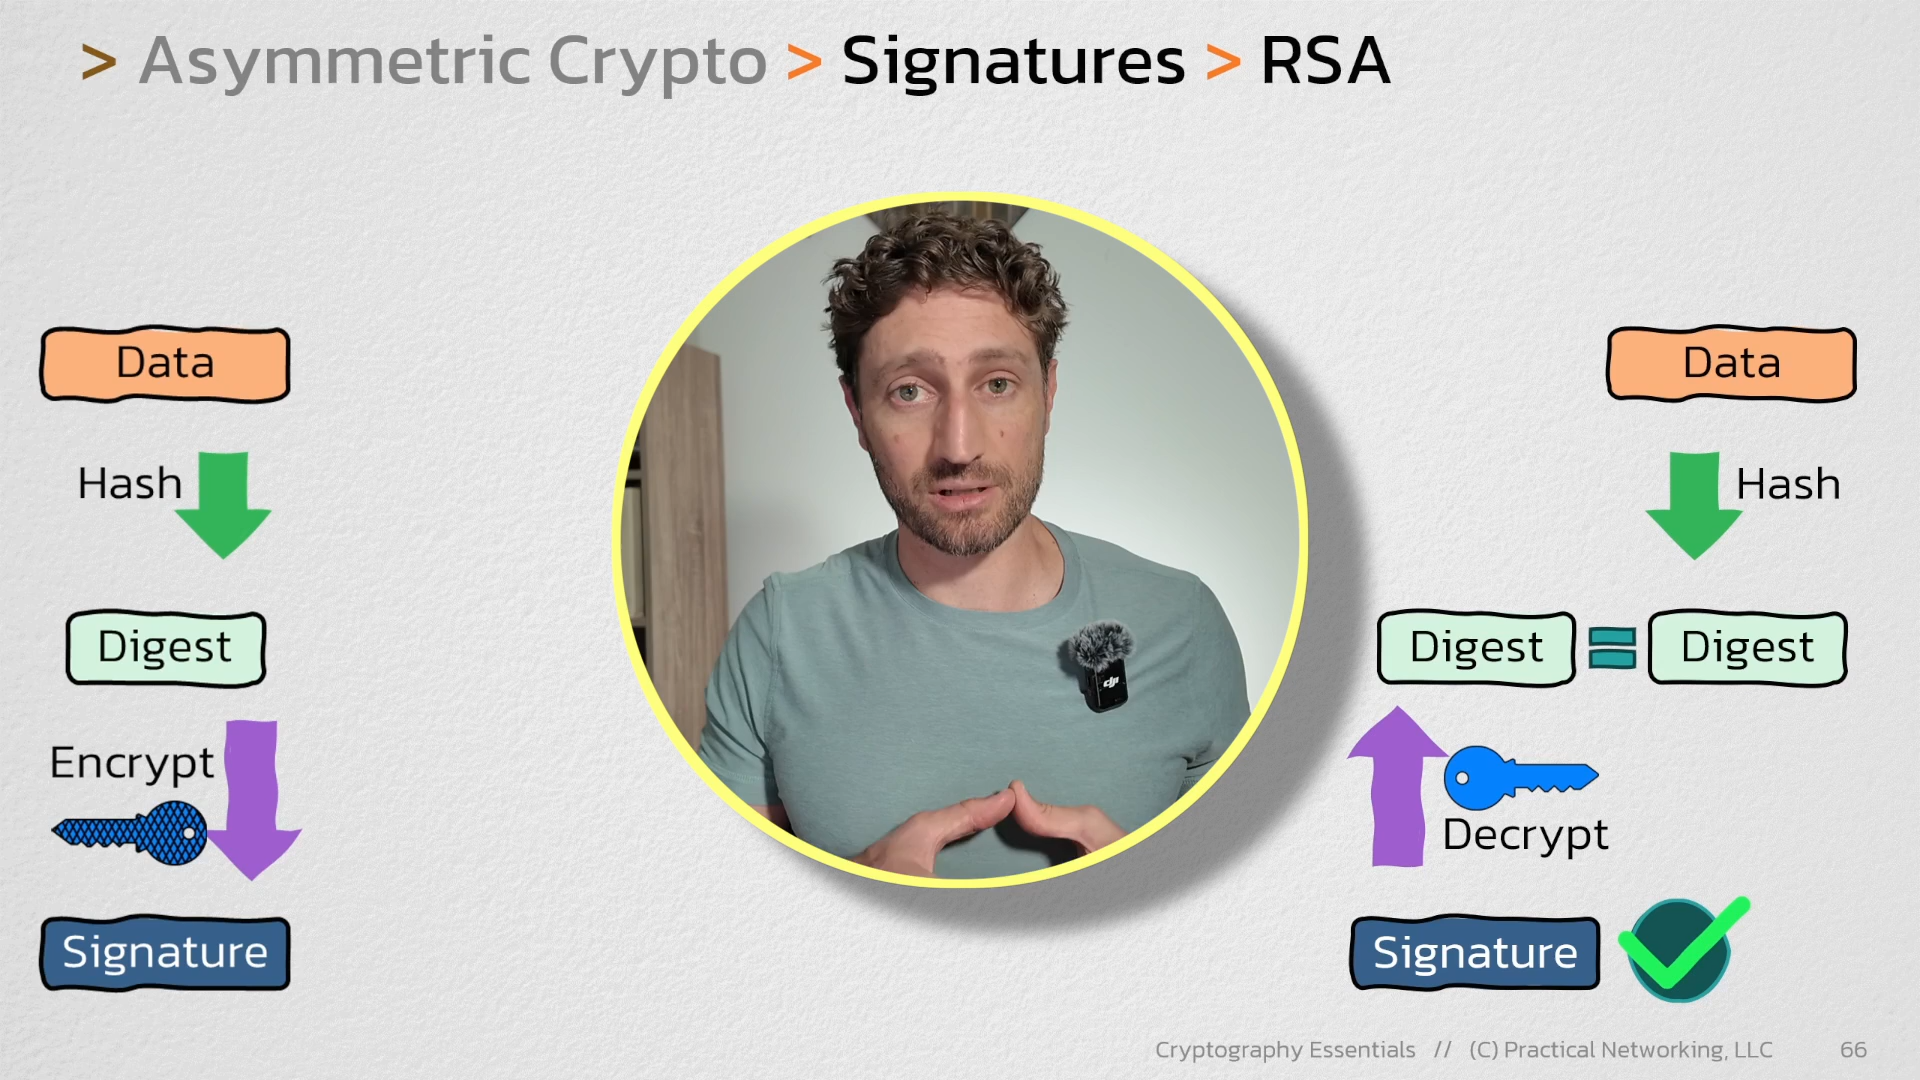 > Asymmetric Crypto > Signatures > RSA
Data
Hash
Digest
Encrypt
Signature
dji
Data
Hash
Digest = Digest
Decrypt
Signature
Cryptography Essentials // (C) Practical Networking, LLC 66